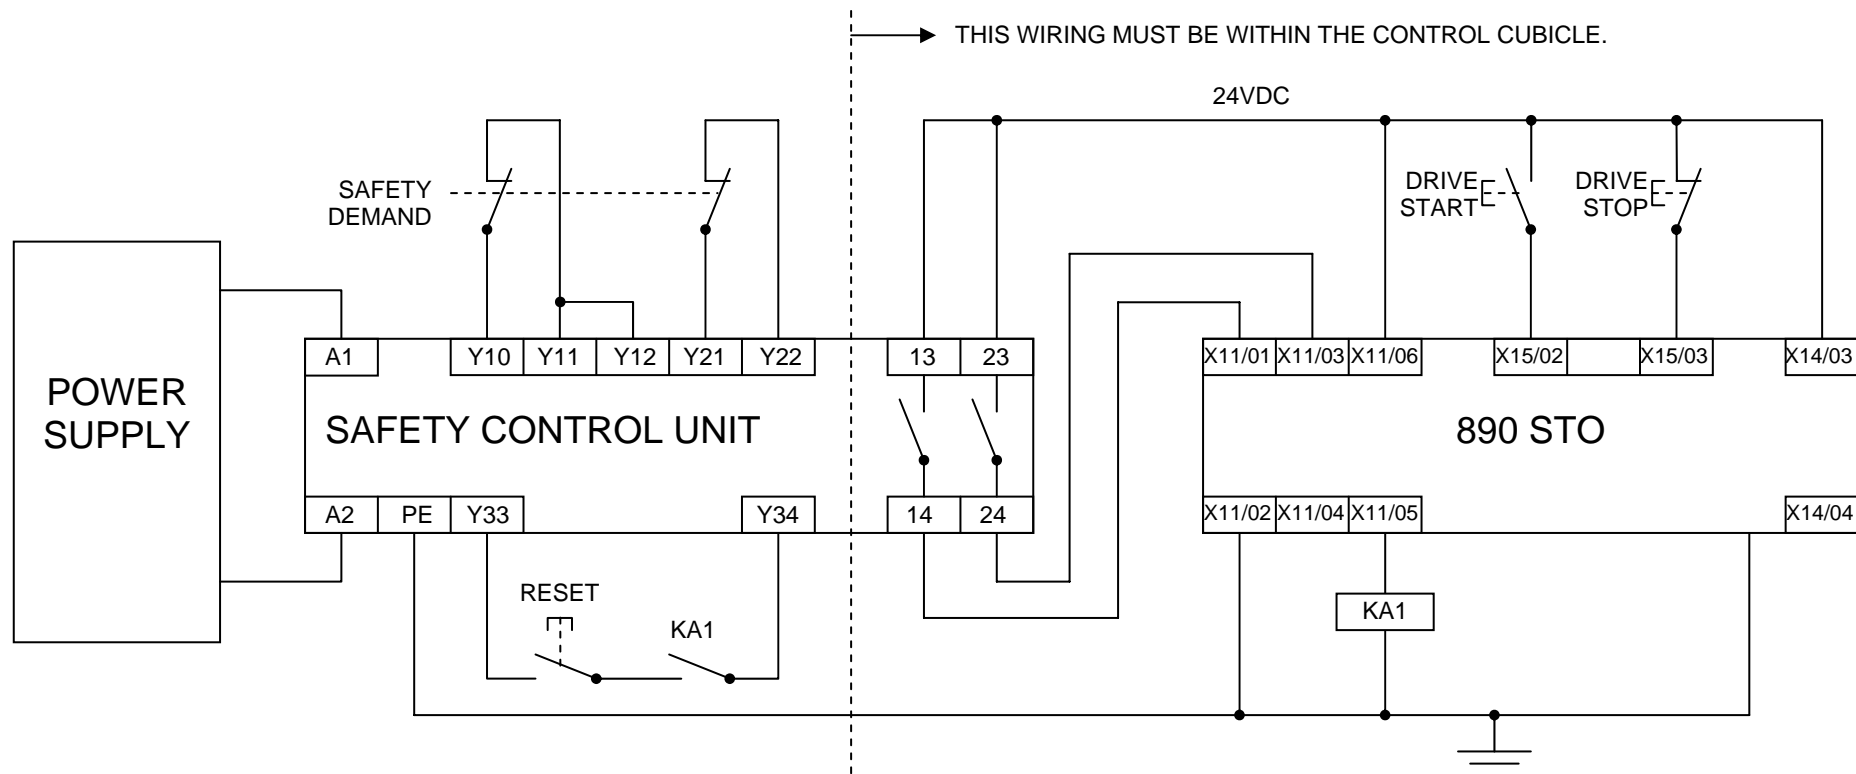 THIS WIRING MUST BE WITHIN THE CONTROL CUBICLE.
24VDC
SAFETY
DEMAND
DRIVE
START
DRIVE
STOP
POWER
SUPPLY
A1
Y10
Y11
Y12
Y21
Y22
13
23
X11/01
X11/03
X11/06
X15/02
X15/03
X14/03
SAFETY CONTROL UNIT
890 STO
A2
PE
Y33
Y34
14
24
X11/02
X11/04
X11/05
X14/04
RESET
KA1
KA1